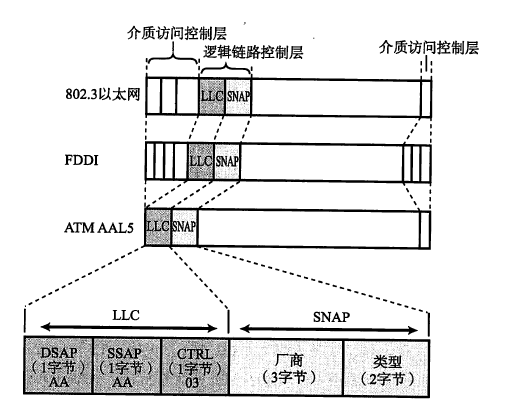 介质访问控制层
逻辑链路控制层
介质访问控制层
802.3以太网
LLC
SNAP
FDDI
LLC
SNAP
ATM AAL5
LLC
SNAP
LLC
SNAP
DSAP
（1字节）
AA
SSAP
（1字节）
AA
CTRL
（1字节）
03
厂商
（3字节）
类型
（2字节）